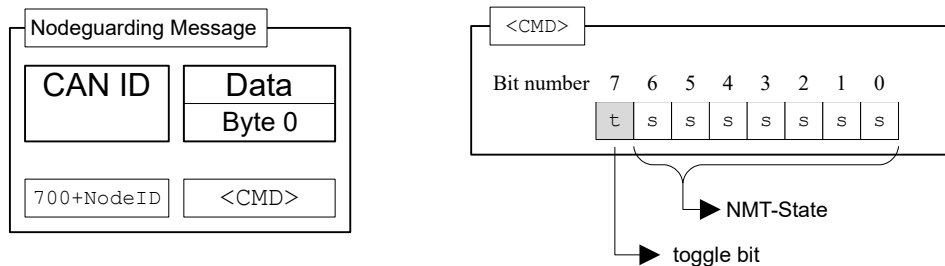 Nodeguarding Message
CAN ID
Data
Byte 0
700+NodeID
<CMD>
<CMD>
Bit number 7 6 5 4 3 2 1 0
t s s s s s s s
NMT-State
toggle bit